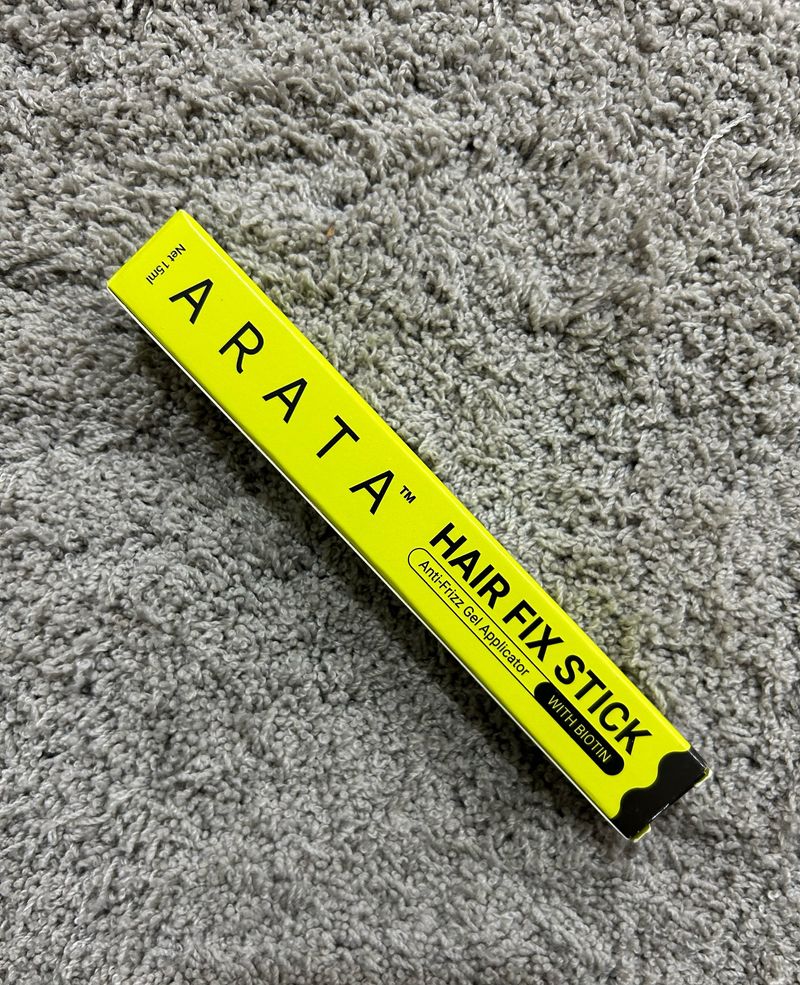 Net 15ml
ARATA™
HAIR FIX STICK
Anti-Frizz Gel Applicator
WITH BIOTIN